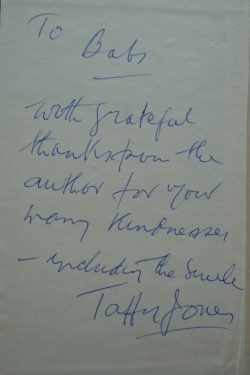 To
Babs
With grateful
thanks from the
author for your
many kindnesses
- including the Smile
Taffy Jones